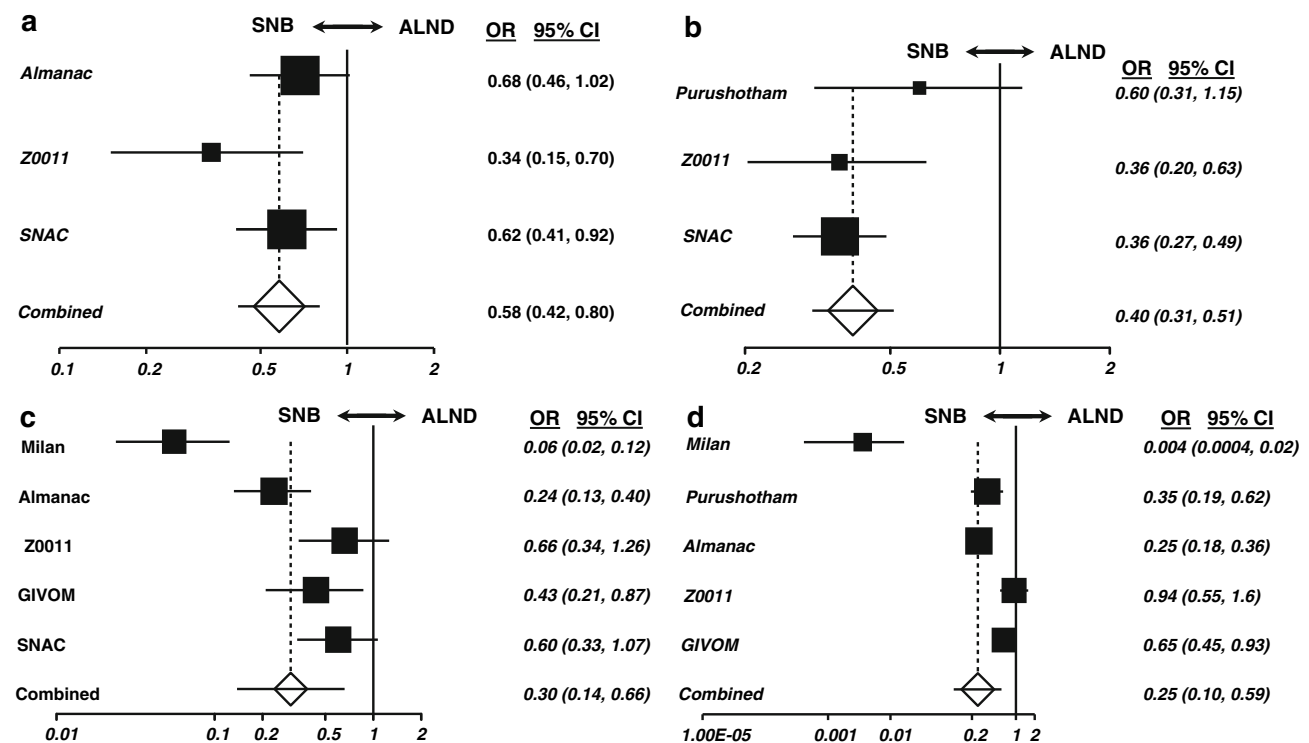 a
SNB ALND OR 95% CI
Almanac 0.68 (0.46, 1.02)
Z0011 0.34 (0.15, 0.70)
SNAC 0.62 (0.41, 0.92)
Combined 0.58 (0.42, 0.80)
0.1 0.2 0.5 1 2
b
SNB ALND
OR 95% CI
Purushotham 0.60 (0.31, 1.15)
Z0011 0.36 (0.20, 0.63)
SNAC 0.36 (0.27, 0.49)
Combined 0.40 (0.31, 0.51)
0.2 0.5 1 2
c
SNB ALND OR 95% CI
Milan 0.06 (0.02, 0.12)
Almanac 0.24 (0.13, 0.40)
Z0011 0.66 (0.34, 1.26)
GIVOM 0.43 (0.21, 0.87)
SNAC 0.60 (0.33, 1.07)
Combined 0.30 (0.14, 0.66)
0.01 0.1 0.2 0.5 1 2
d
SNB ALND OR 95% CI
Milan 0.004 (0.0004, 0.02)
Purushotham 0.35 (0.19, 0.62)
Almanac 0.25 (0.18, 0.36)
Z0011 0.94 (0.55, 1.6)
GIVOM 0.65 (0.45, 0.93)
Combined 0.25 (0.10, 0.59)
1.00E-05 0.001 0.01 0.2 1 2